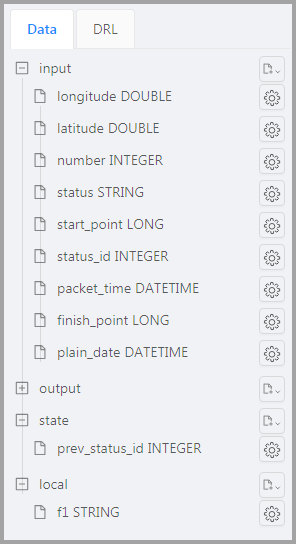 Data DRL
input
longitude DOUBLE
latitude DOUBLE
number INTEGER
status STRING
start_point LONG
status_id INTEGER
packet_time DATETIME
finish_point LONG
plain_date DATETIME
output
state
prev_status_id INTEGER
local
f1 STRING